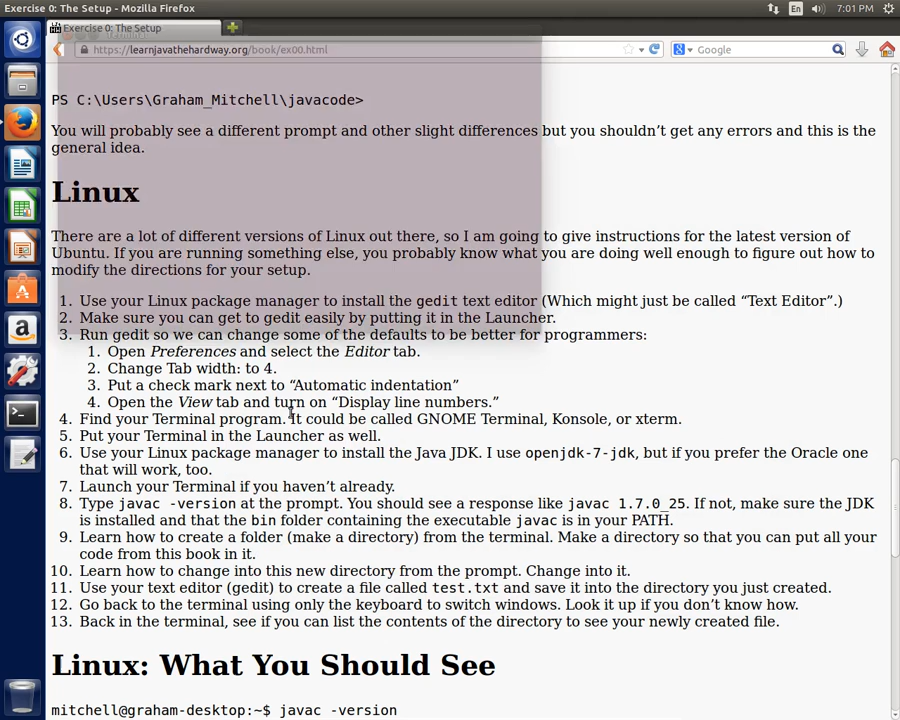 Exercise 0: The Setup - Mozilla Firefox
En
7:01 PM
Exercise 0: The Setup
https://learnjavathehardway.org/book/ex00.html
Google
PS C:\Users\Graham_Mitchell\javacode>
You will probably see a different prompt and other slight differences but you shouldn’t get any errors and this is the
general idea.
Linux
There are a lot of different versions of Linux out there, so I am going to give instructions for the latest version of
Ubuntu. If you are running something else, you probably know what you are doing well enough to figure out how to
modify the directions for your setup.
1. Use your Linux package manager to install the gedit text editor (Which might just be called “Text Editor”.)
2. Make sure you can get to gedit easily by putting it in the Launcher.
3. Run gedit so we can change some of the defaults to be better for programmers:
1. Open Preferences and select the Editor tab.
2. Change Tab width: to 4.
3. Put a check mark next to “Automatic indentation”
4. Open the View tab and turn on “Display line numbers.”
4. Find your Terminal program. It could be called GNOME Terminal, Konsole, or xterm.
5. Put your Terminal in the Launcher as well.
6. Use your Linux package manager to install the Java JDK. I use openjdk-7-jdk, but if you prefer the Oracle one
that will work, too.
7. Launch your Terminal if you haven’t already.
8. Type javac -version at the prompt. You should see a response like javac 1.7.0_25. If not, make sure the JDK
is installed and that the bin folder containing the executable javac is in your PATH.
9. Learn how to create a folder (make a directory) from the terminal. Make a directory so that you can put all your
code from this book in it.
10. Learn how to change into this new directory from the prompt. Change into it.
11. Use your text editor (gedit) to create a file called test.txt and save it into the directory you just created.
12. Go back to the terminal using only the keyboard to switch windows. Look it up if you don’t know how.
13. Back in the terminal, see if you can list the contents of the directory to see your newly created file.
Linux: What You Should See
mitchell@graham-desktop:~$ javac -version